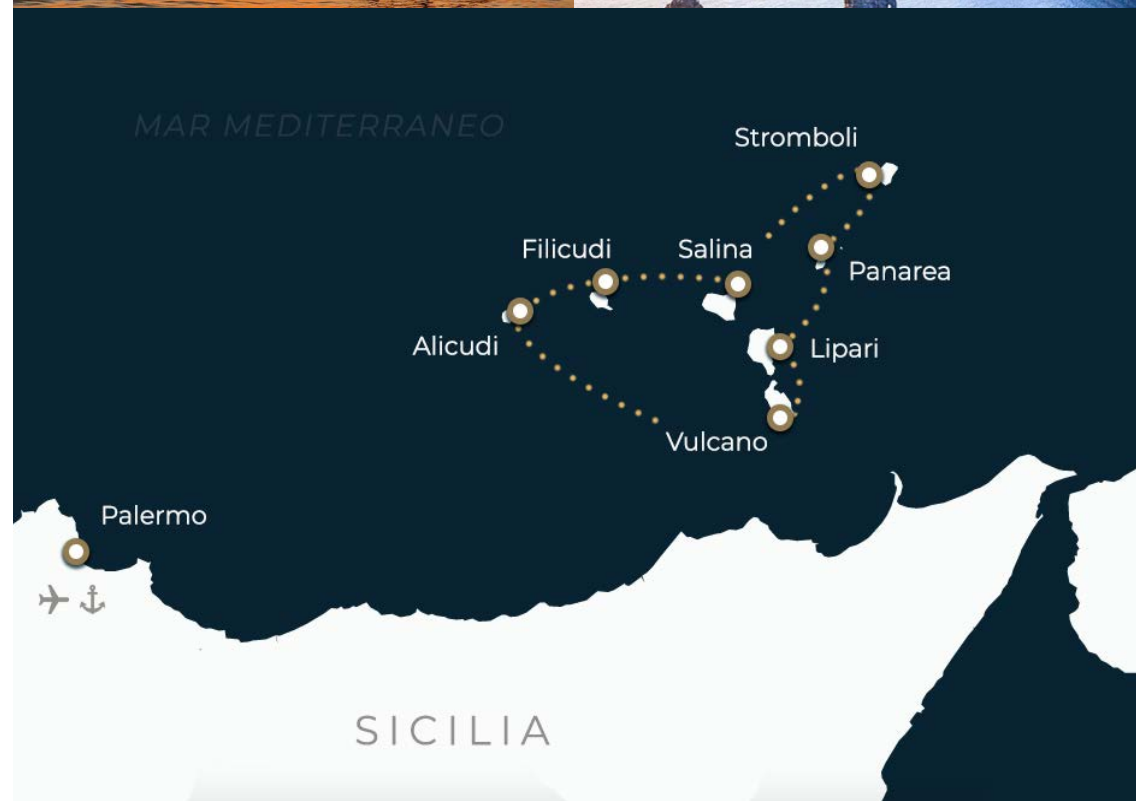 MAR MEDITERRANEO
Stromboli
Filicudi
Salina
Panarea
Alicudi
Lipari
Vulcano
Palermo
SICILIA